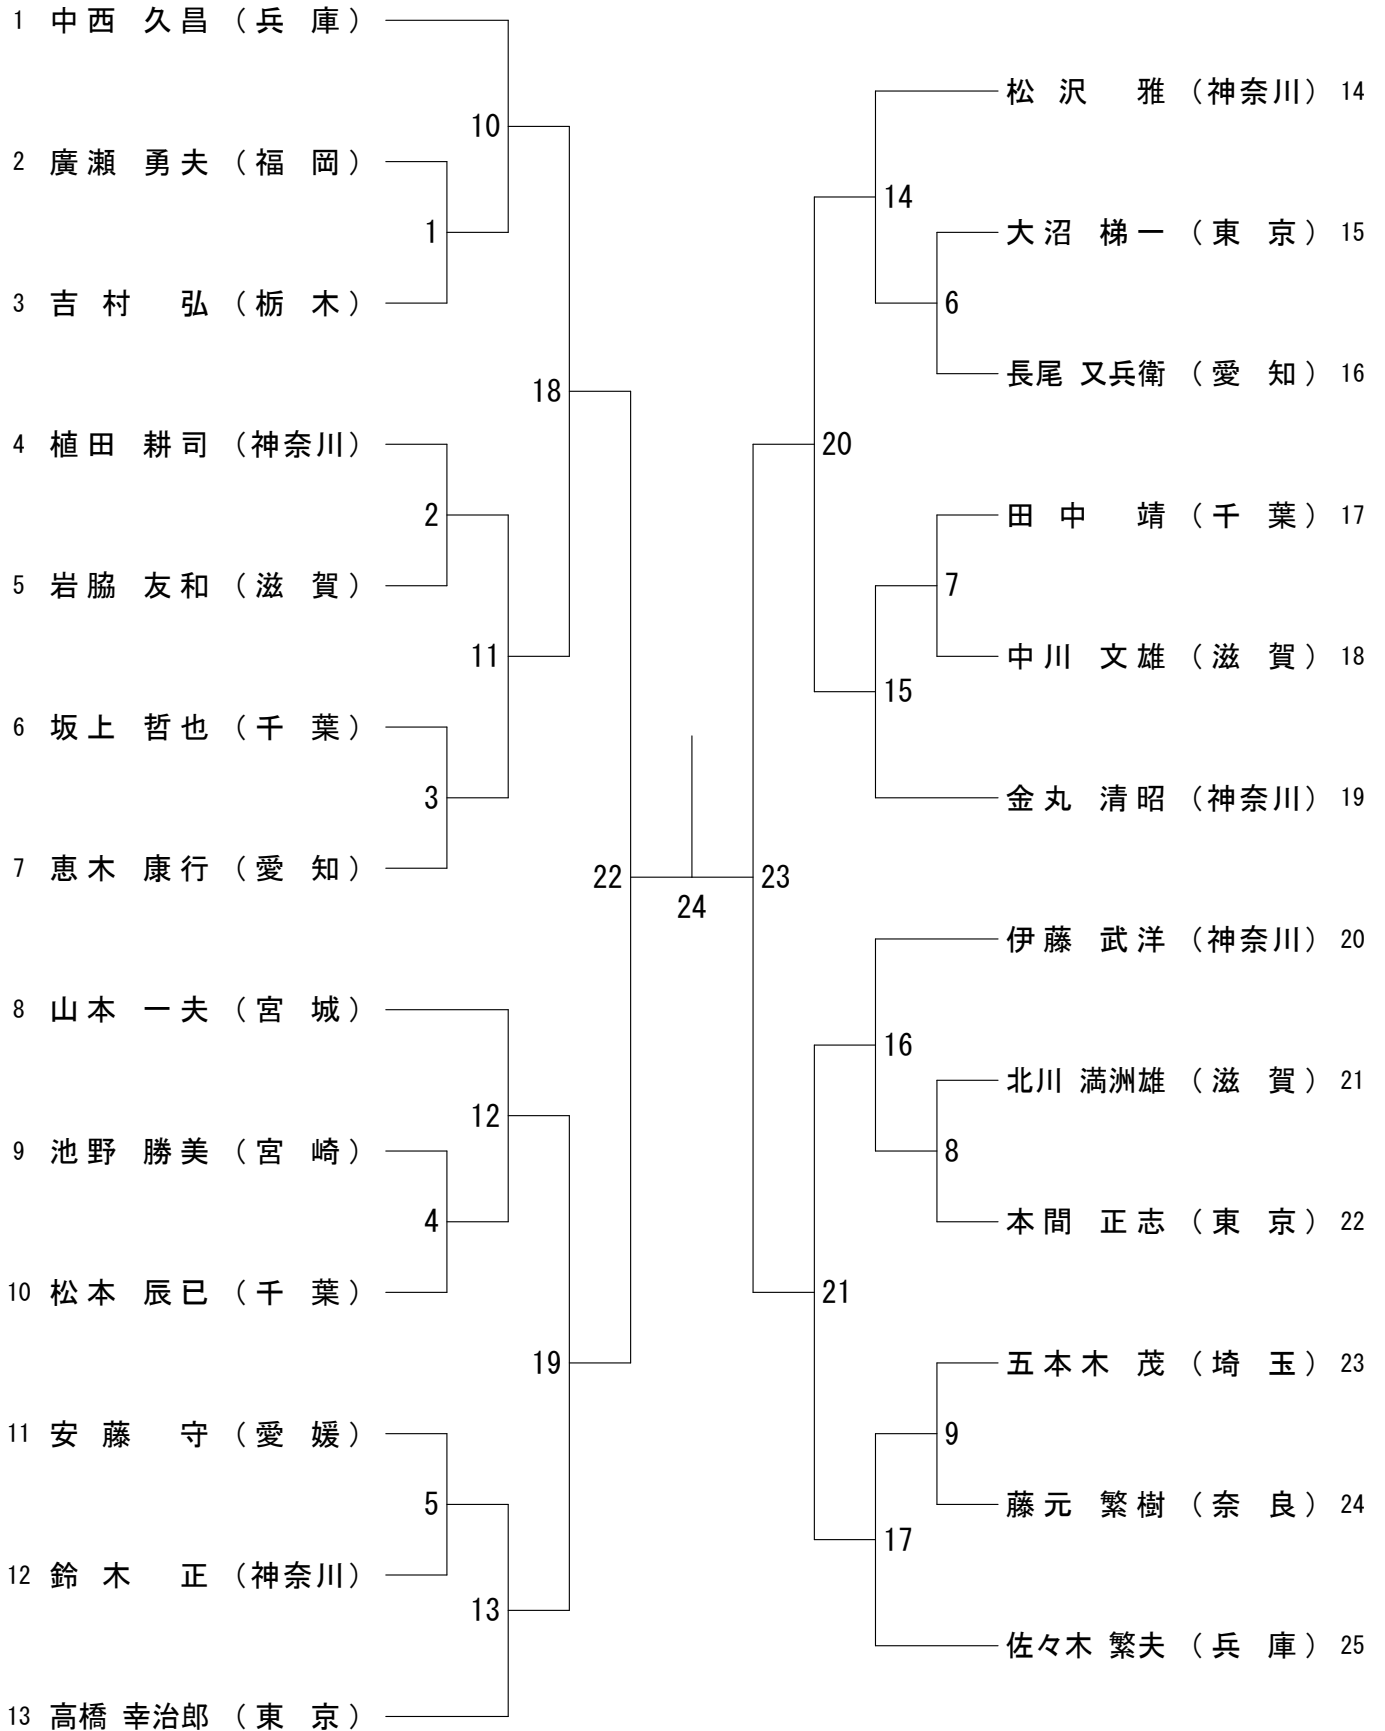 1 中西 久昌 （兵 庫）
10
2 廣瀬 勇夫 （福 岡）
1
3 吉村 弘 （栃 木）
18
4 植田 耕司 （神奈川）
2
5 岩脇 友和 （滋 賀）
11
6 坂上 哲也 （千 葉）
3
7 恵木 康行 （愛 知）
22
24
8 山本 一夫 （宮 城）
12
9 池野 勝美 （宮 崎）
4
10 松本 辰巳 （千 葉）
19
11 安藤 守 （愛 媛）
5
12 鈴木 正 （神奈川）
13
13 高橋 幸治郎 （東 京）
松沢 雅 （神奈川） 14
14
大沼 梯一 （東 京） 15
6
長尾 又兵衛 （愛 知） 16
20
田中 靖 （千 葉） 17
7
中川 文雄 （滋 賀） 18
15
金丸 清昭 （神奈川） 19
23
伊藤 武洋 （神奈川） 20
16
北川 満洲雄 （滋 賀） 21
8
本間 正志 （東 京） 22
21
五本木 茂 （埼 玉） 23
9
藤元 繁樹 （奈 良） 24
17
佐々木 繁夫 （兵 庫） 25